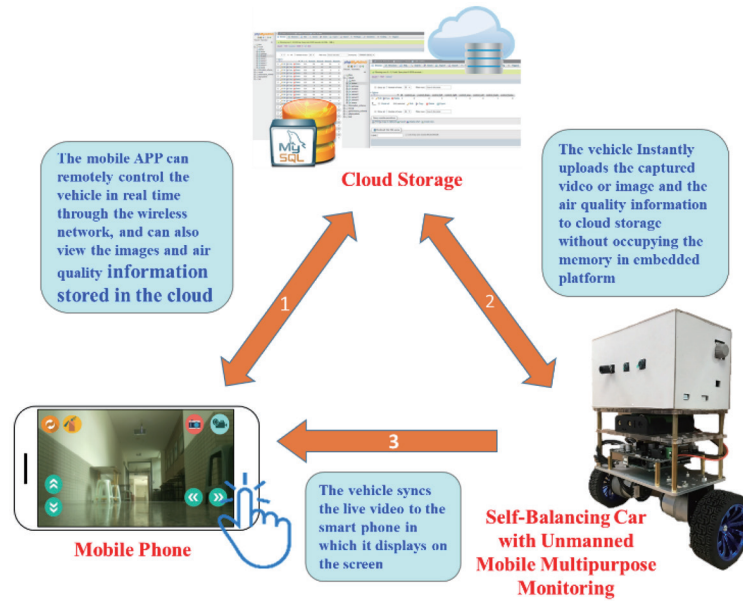 My
SQL
Cloud Storage
The mobile APP can
remotely control the
vehicle in real time
through the wireless
network, and can also
view the images and air
quality information
stored in the cloud
The vehicle Instantly
uploads the captured
video or image and the
air quality information
to cloud storage
without occupying the
memory in embedded
platform
1
2
3
Mobile Phone
The vehicle syncs
the live video to the
smart phone in
which it displays on
the screen
Self-Balancing Car
with Unmanned
Mobile Multipurpose
Monitoring